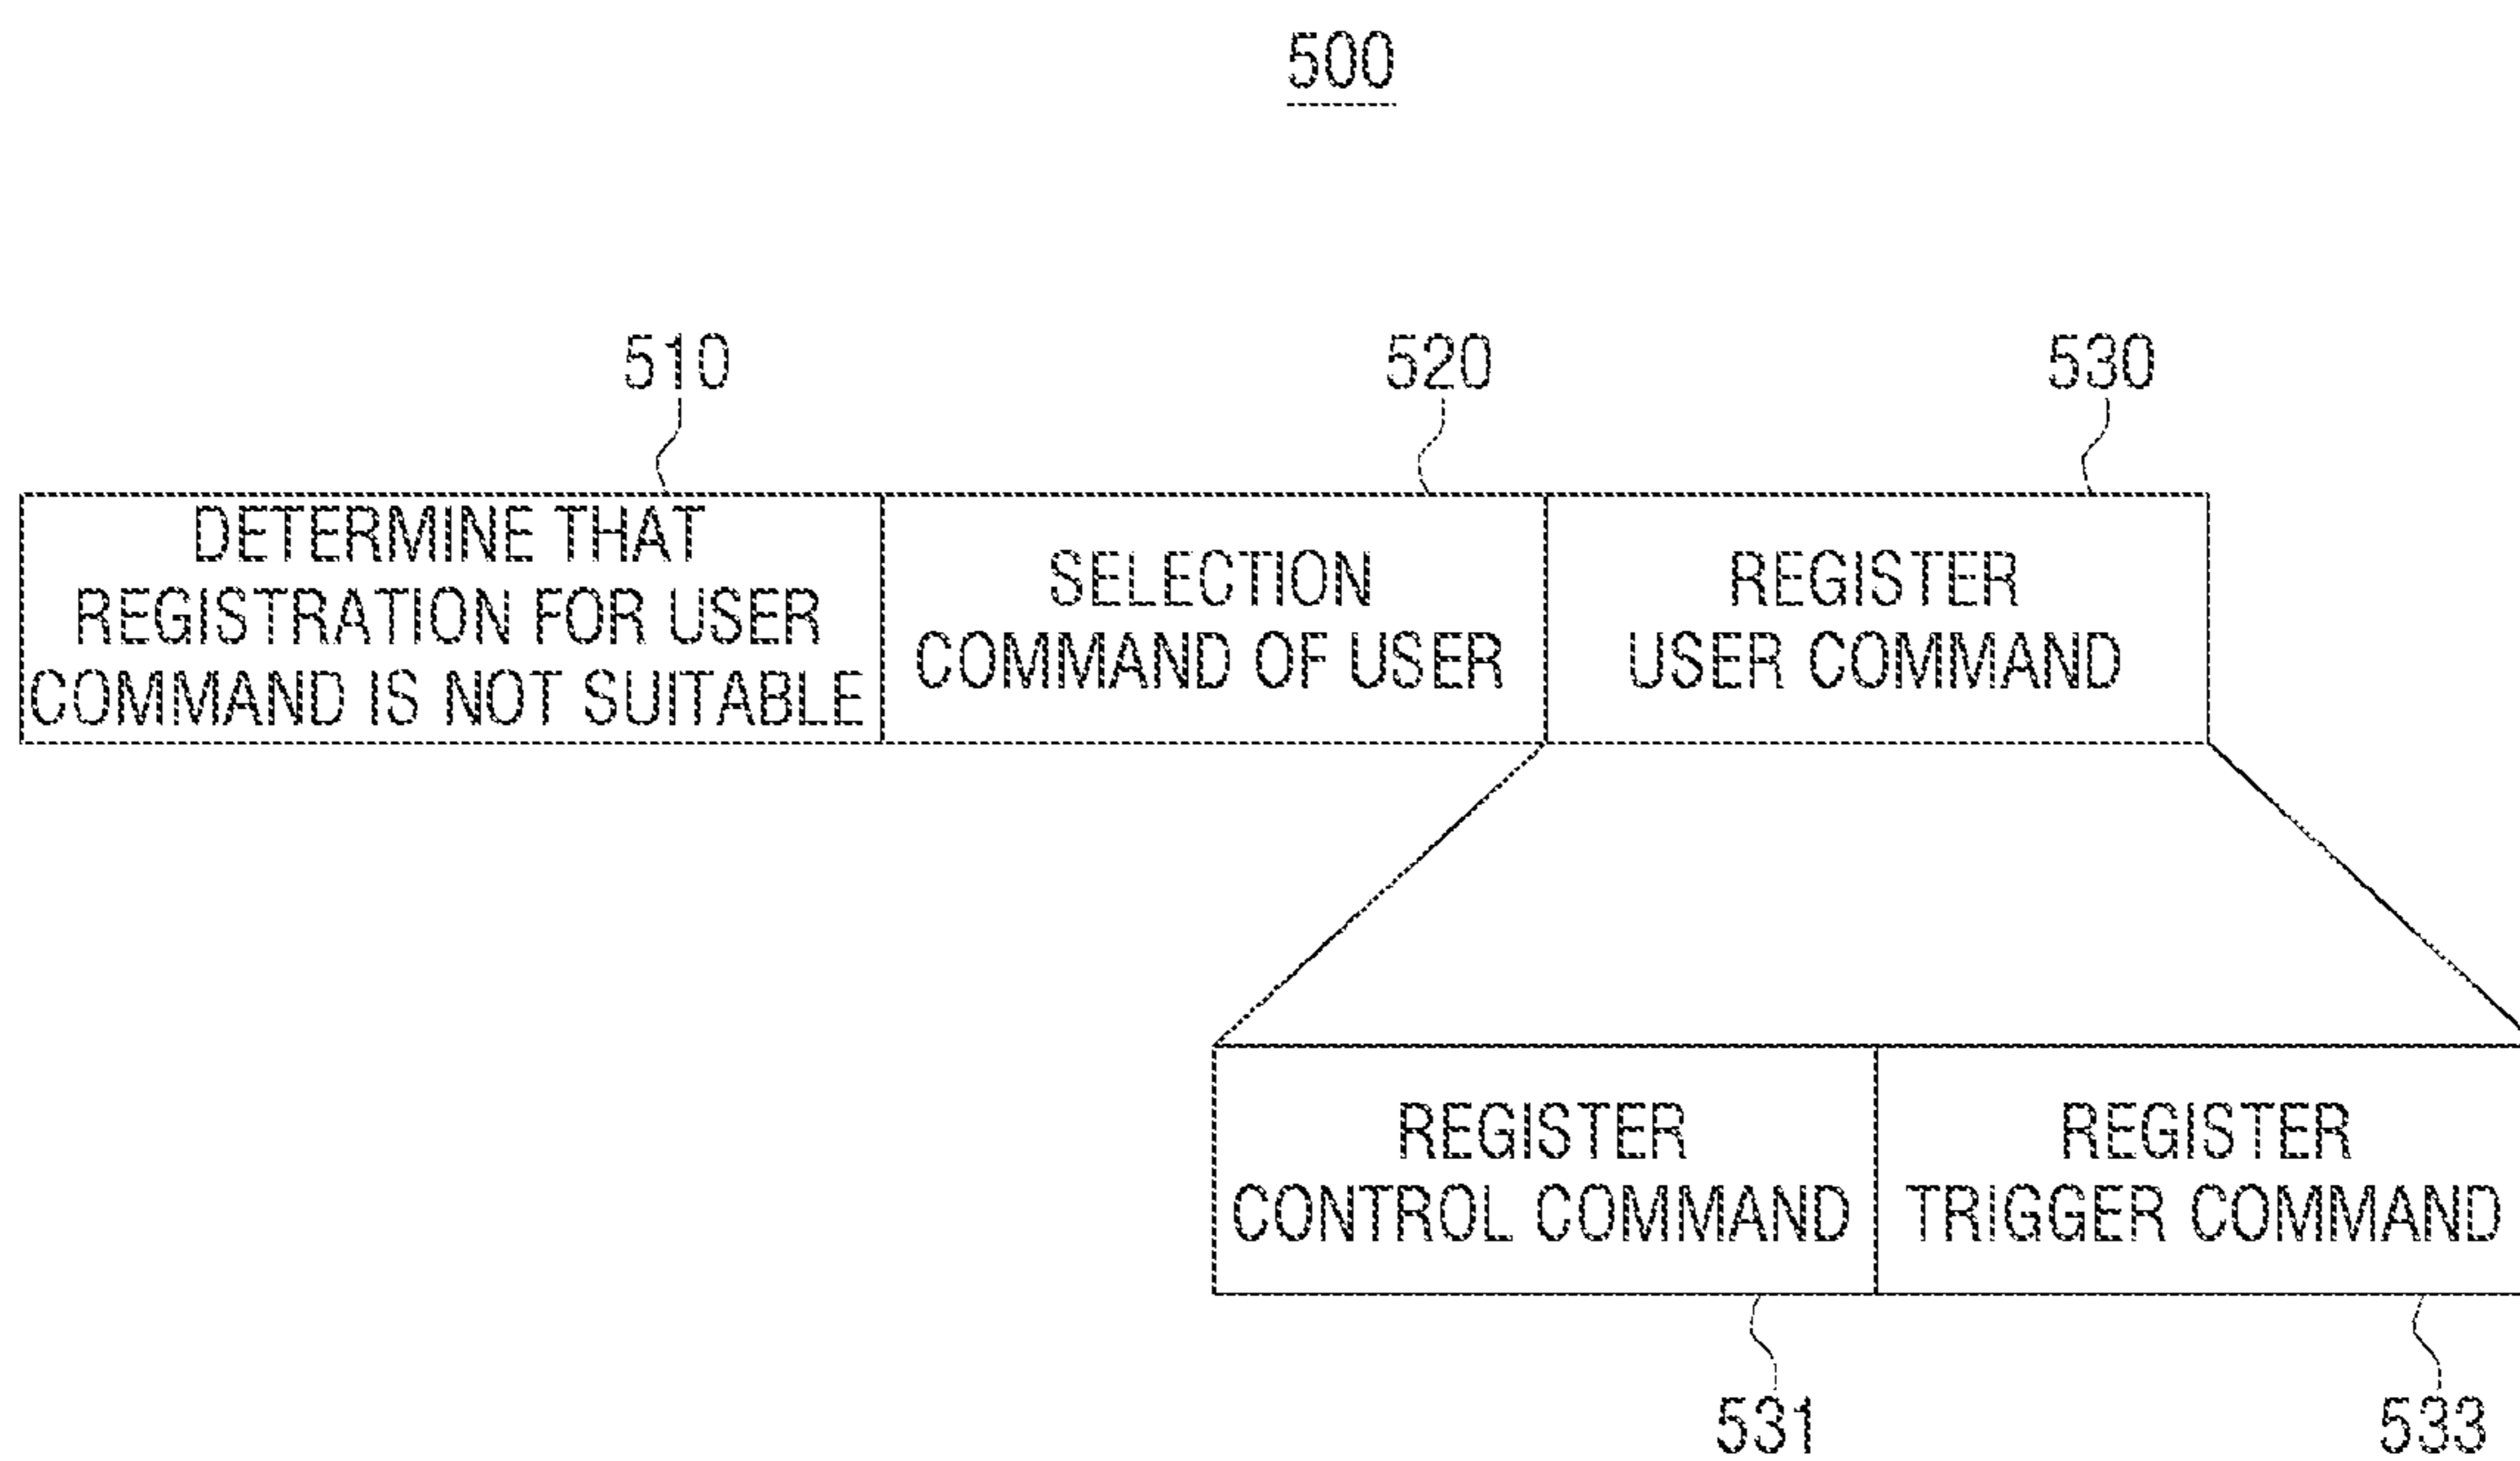 500
510
520
530
DETERMINE THAT
REGISTRATION FOR USER
COMMAND IS NOT SUITABLE
SELECTION
COMMAND OF USER
REGISTER
USER COMMAND
REGISTER
CONTROL COMMAND
REGISTER
TRIGGER COMMAND
531
533